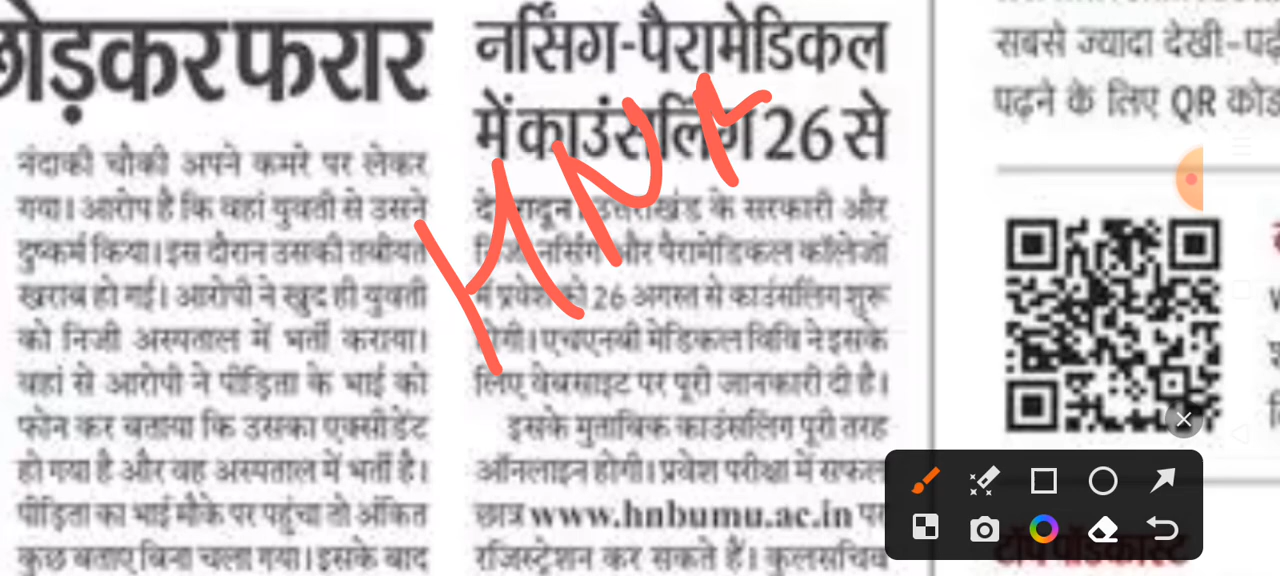 छोड़कर फरार
नंदाकी चौकी अपने कमरे पर लेकर
गया। आरोप है कि वहां युवती से उसने
दुष्कर्म किया। इस दौरान उसकी तबीयत
खराब हो गई। आरोपी ने खुद ही युवती
को निजी अस्पताल में भर्ती कराया।
वहां से आरोपी ने पीड़िता के भाई को
फोन कर बताया कि उसका एक्सीडेंट
हो गया है और वह अस्पताल में भर्ती है।
पीड़िता का भाई मौके पर पहुंचा तो अंकित
कुछ बताए बिना चला गया। इसके बाद
नर्सिंग-पैरामेडिकल
में काउंसलिंग 26 से
देहरादून। उत्तराखंड के सरकारी और
निजी नर्सिंग और पैरामेडिकल कॉलेजों
में प्रवेश को 26 अगस्त से काउंसलिंग शुरू
होगी। एचएनबी मेडिकल विवि ने इसके
लिए वेबसाइट पर पूरी जानकारी दी है।
इसके मुताबिक काउंसलिंग पूरी तरह
ऑनलाइन होगी। प्रवेश परीक्षा में सफल
छात्र www.hnbumu.ac.in पर
रजिस्ट्रेशन कर सकते हैं। कुलसचिव
सबसे ज्यादा देखी-पढ़ी
पढ़ने के लिए QR कोड
टॉप पॉडकास्ट